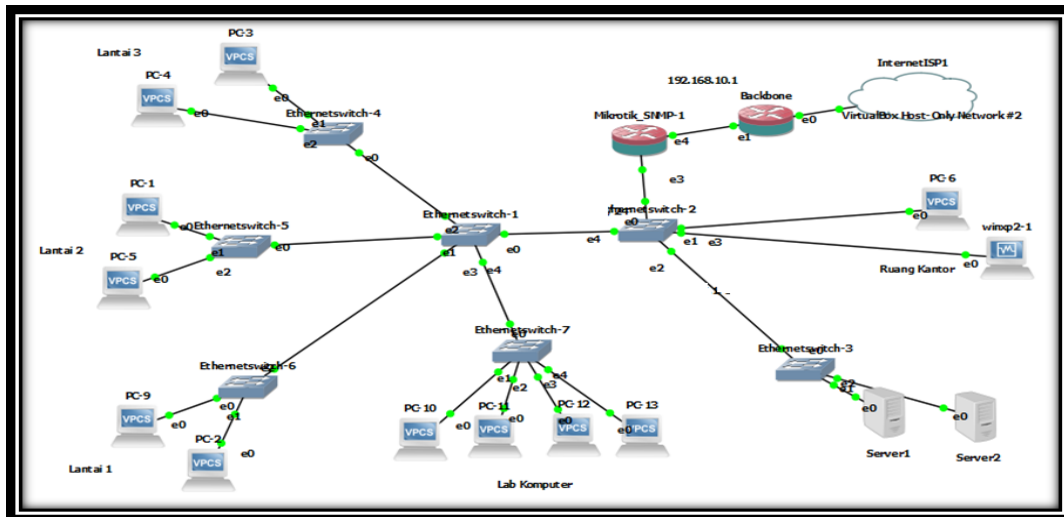 PC-3
Lantai 3
VPCS
PC-4
VPCS
e0
e0
Ethernetswitch-4
e1
e2
e0
InternetISP1
192.168.10.1
Backbone
e0
VirtualBox Host-Only Network #2
Mikrotik_SNMP-1
e4
e1
e3
PC-1
VPCS
e0
Ethernetswitch-5
e1
e0
e2
Lantai 2
PC-5
VPCS
e0
Ethernetswitch-1
e2
e1
e0
e3
e4
e0
e4
e1
e3
e2
PC-6
VPCS
e0
winxp2-1
e0
Ruang Kantor
Ethernetswitch-7
e0
e1
e2
e3
e4
Ethernetswitch-3
e0
e2
e1
e0
e0
Server1
Server2
Ethernetswitch-6
e0
e1
PC-9
VPCS
e0
PC-2
VPCS
e0
Lantai 1
PC-10
VPCS
e0
PC-11
VPCS
e0
PC-12
VPCS
e0
PC-13
VPCS
e0
Lab Komputer